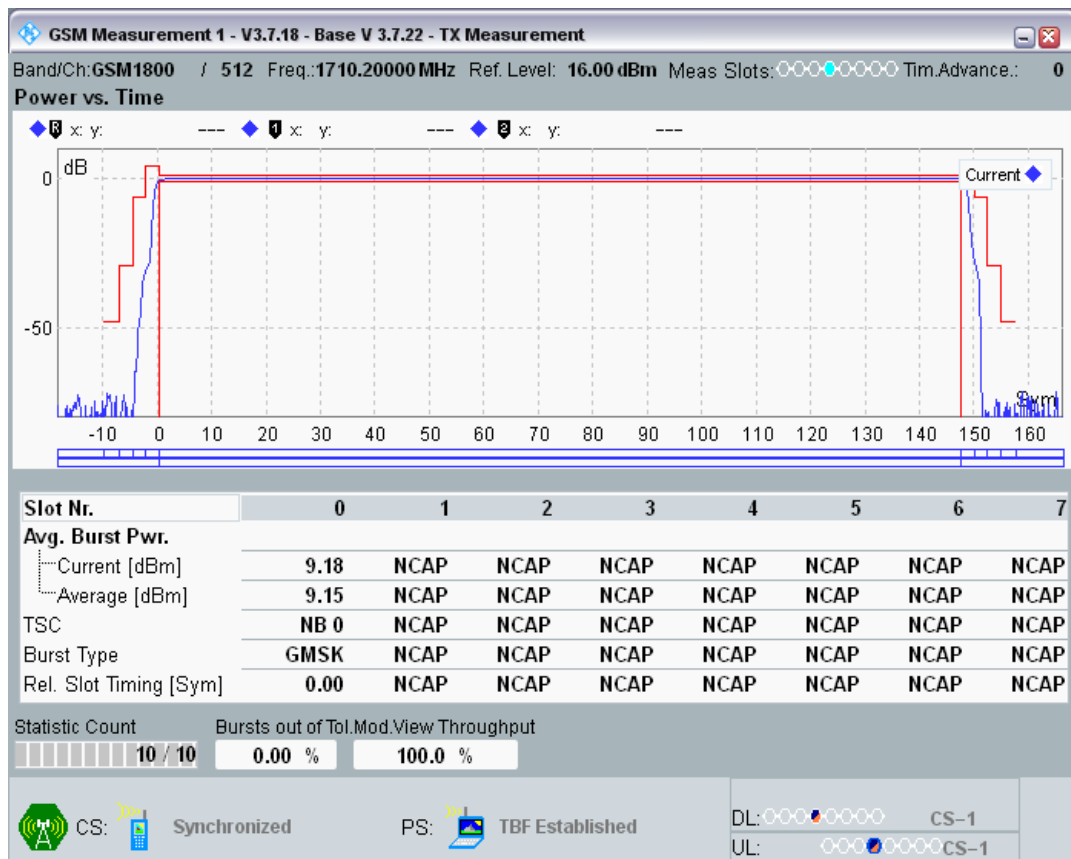 GSM Measurement 1 - V3.7.18 - Base V 3.7.22 - TX Measurement
Band/Ch:GSM1800 / 512 Freq.:1710.20000 MHz Ref. Level: 16.00 dBm Meas Slots: Tim.Advance.: 0
Power vs. Time
R x: y: --- 1 x: y: --- 2 x: y: ---
dB
Current
0
-50
Sym
-10 0 10 20 30 40 50 60 70 80 90 100 110 120 130 140 150 160
Slot Nr. 0 1 2 3 4 5 6 7
Avg. Burst Pwr.
Current [dBm] 9.18 NCAP NCAP NCAP NCAP NCAP NCAP NCAP
Average [dBm] 9.15 NCAP NCAP NCAP NCAP NCAP NCAP NCAP
TSC NB 0 NCAP NCAP NCAP NCAP NCAP NCAP NCAP
Burst Type GMSK NCAP NCAP NCAP NCAP NCAP NCAP NCAP
Rel. Slot Timing [Sym] 0.00 NCAP NCAP NCAP NCAP NCAP NCAP NCAP
Statistic Count Bursts out of Tol.Mod.View Throughput
10 / 10 0.00 % 100.0 %
CS: Synchronized PS: TBF Established
DL: CS-1
UL: CS-1